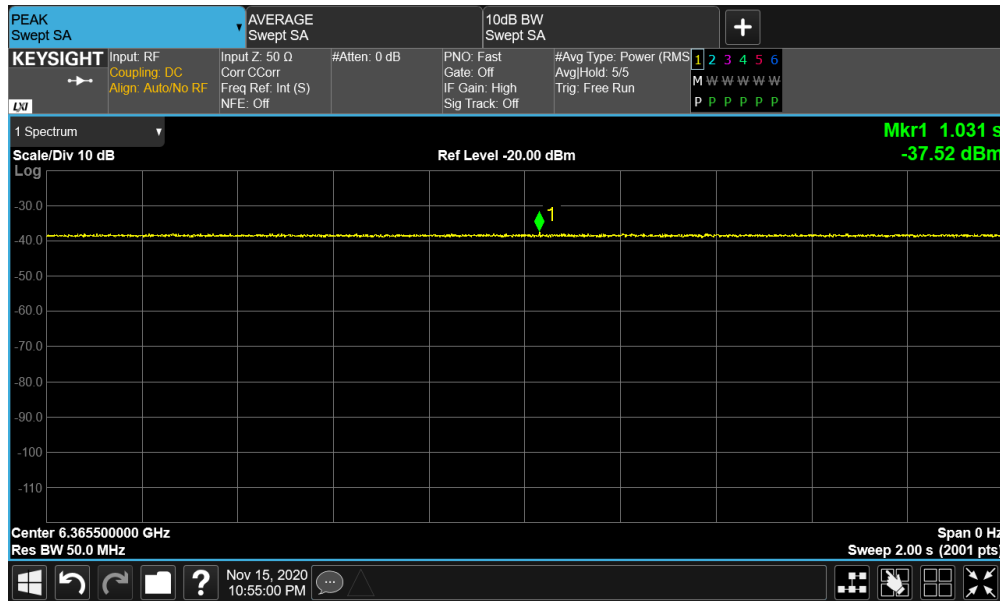 PEAK
Swept SA
AVERAGE
Swept SA
10dB BW
Swept SA
+
KEYSIGHT
LXI
Input: RF
Coupling: DC
Align: Auto/No RF
Input Z: 50 Ω
Corr CCorr
Freq Ref: Int (S)
NFE: Off
#Atten: 0 dB
PNO: Fast
Gate: Off
IF Gain: High
Sig Track: Off
#Avg Type: Power (RMS
Avg|Hold: 5/5
Trig: Free Run
1 2 3 4 5 6
M W W W W W
P P P P P P
1 Spectrum
Mkr1 1.031 s
Scale/Div 10 dB
Ref Level -20.00 dBm
-37.52 dBm
Log
1
-30.0
-40.0
-50.0
-60.0
-70.0
-80.0
-90.0
-100
-110
Center 6.365500000 GHz
Span 0 Hz
Res BW 50.0 MHz
Sweep 2.00 s (2001 pts)
?
Nov 15, 2020
10:55:00 PM